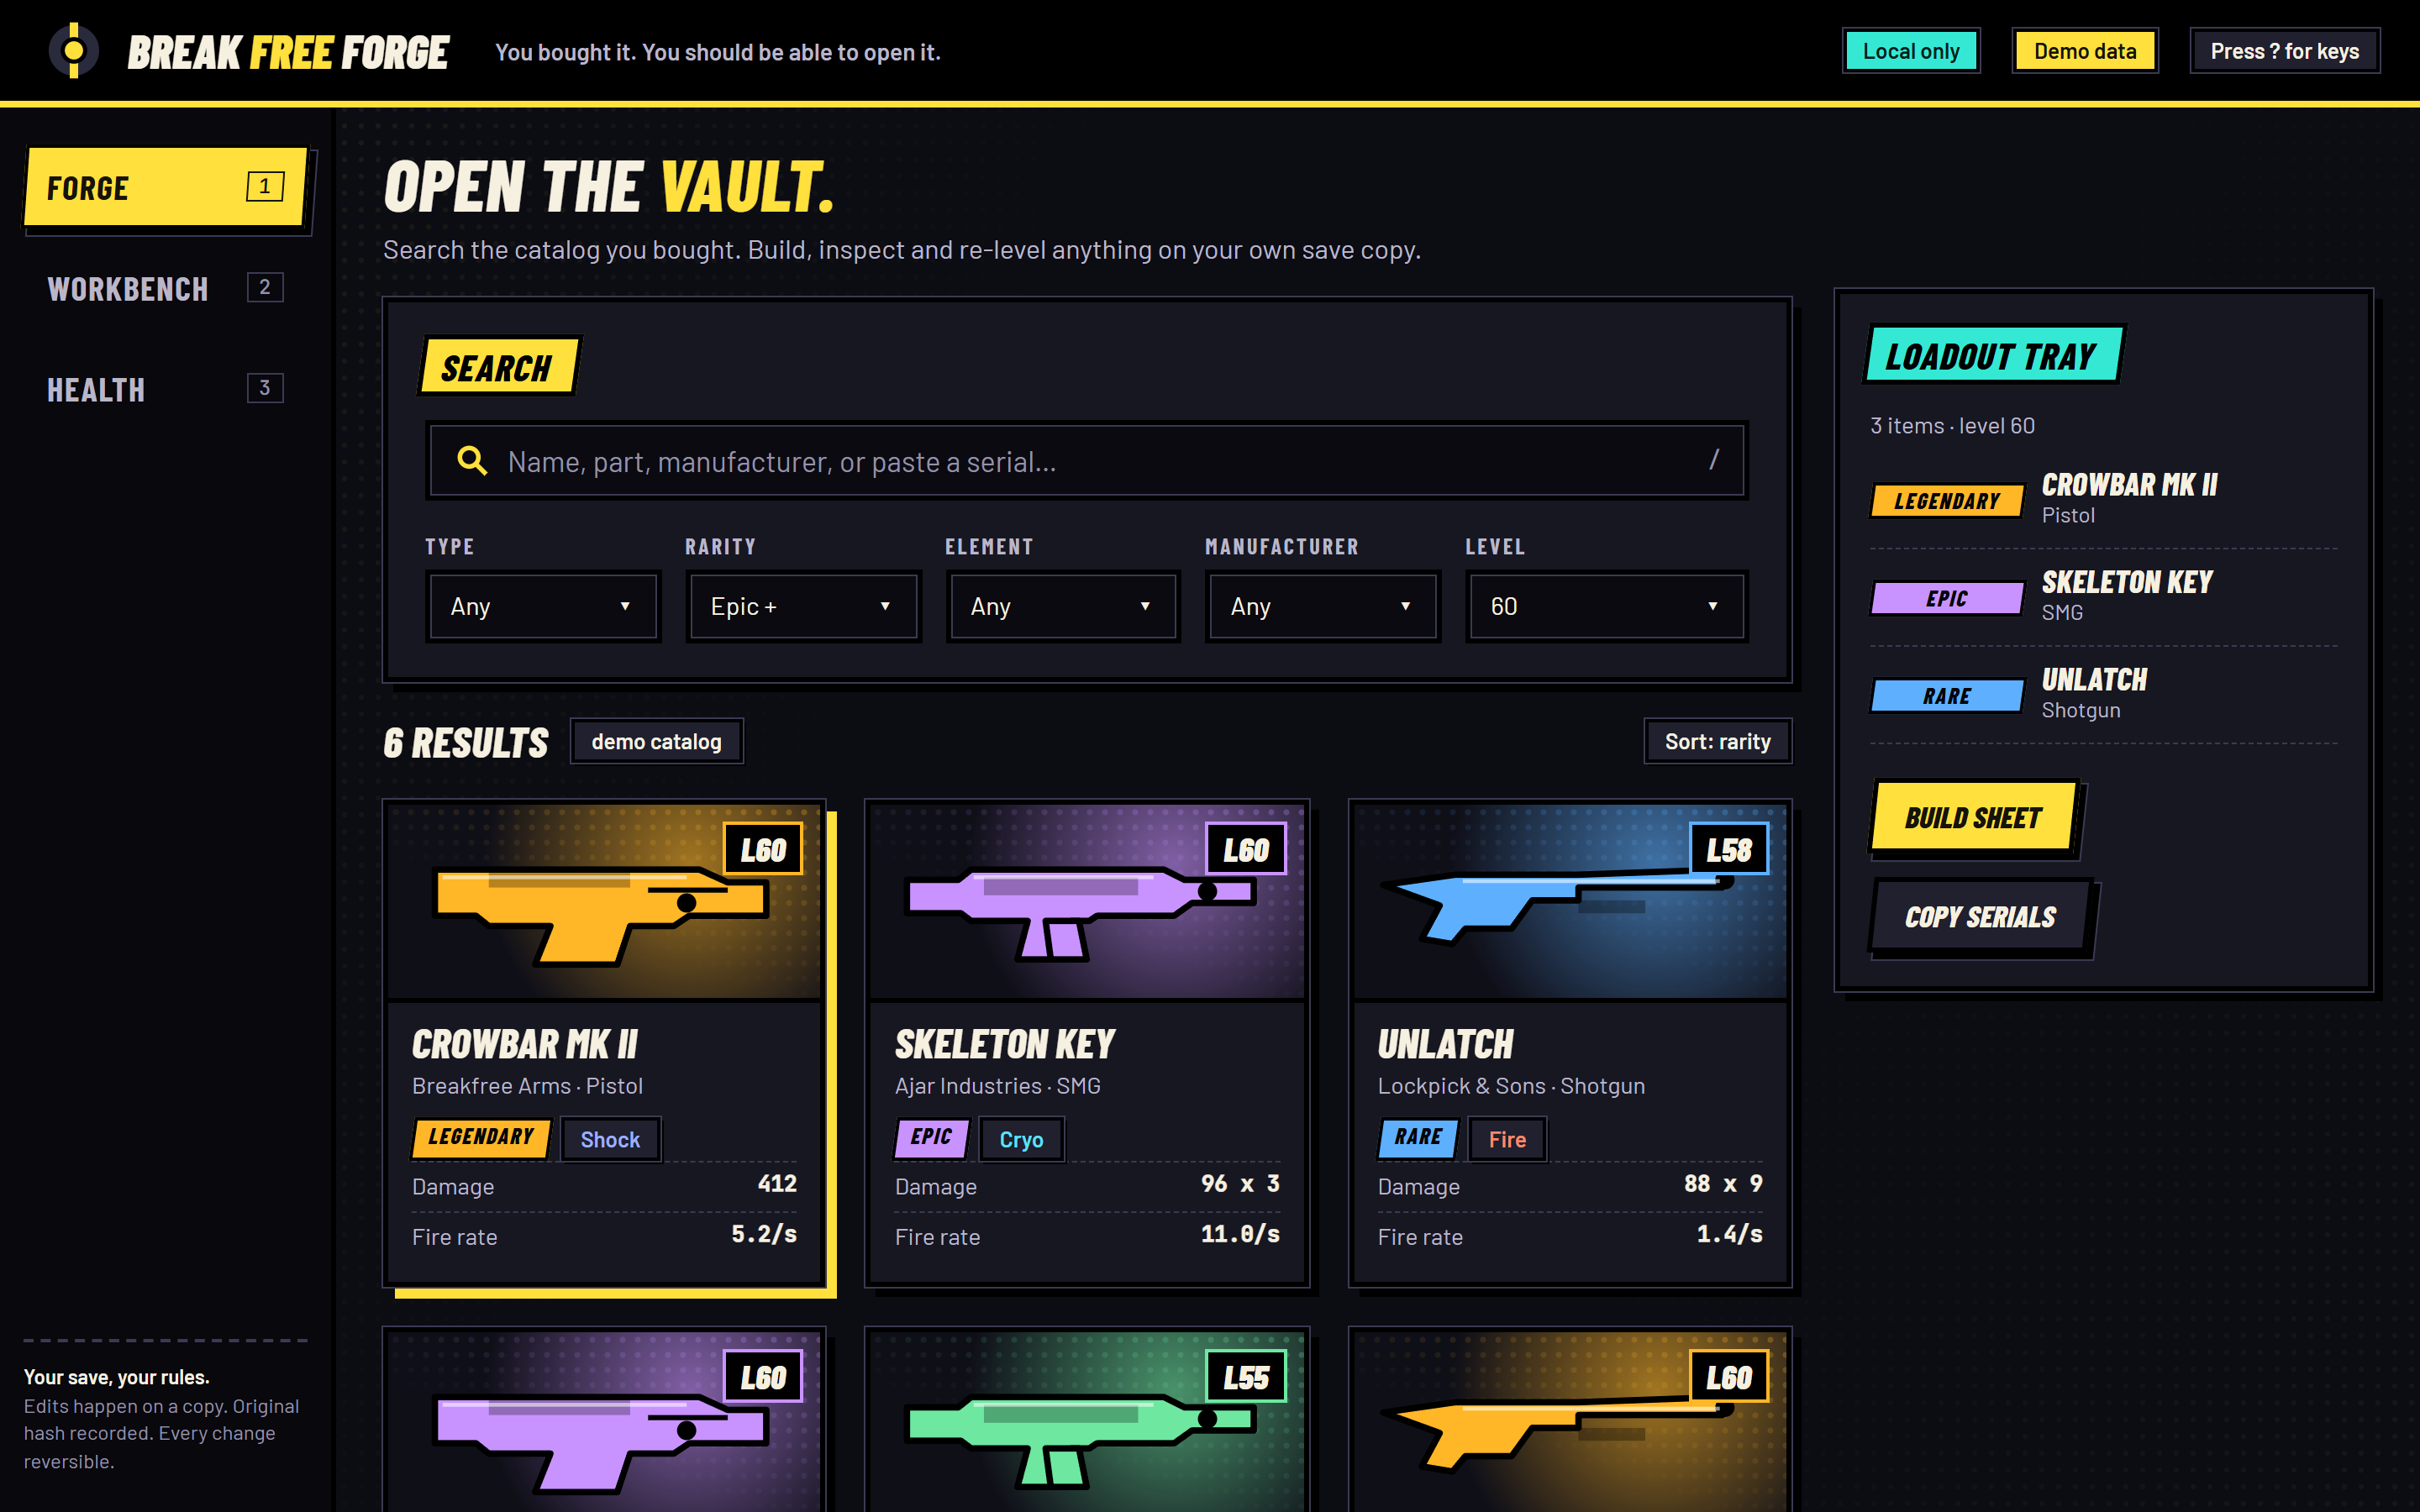 BREAK FREE FORGE
You bought it. You should be able to open it.
Local only
Demo data
Press ? for keys
FORGE 1
WORKBENCH 2
HEALTH 3
Your save, your rules.
Edits happen on a copy. Original
hash recorded. Every change
reversible.
OPEN THE VAULT.
Search the catalog you bought. Build, inspect and re-level anything on your own save copy.
SEARCH
Name, part, manufacturer, or paste a serial... /
TYPE RARITY ELEMENT MANUFACTURER LEVEL
Any Epic + Any Any 60
6 RESULTS demo catalog Sort: rarity
L60
CROWBAR MK II
Breakfree Arms · Pistol
LEGENDARY Shock
Damage 412
Fire rate 5.2/s
L60
SKELETON KEY
Ajar Industries · SMG
EPIC Cryo
Damage 96 x 3
Fire rate 11.0/s
L58
UNLATCH
Lockpick & Sons · Shotgun
RARE Fire
Damage 88 x 9
Fire rate 1.4/s
L60
L55
L60
LOADOUT TRAY
3 items · level 60
LEGENDARY CROWBAR MK II
Pistol
EPIC SKELETON KEY
SMG
RARE UNLATCH
Shotgun
BUILD SHEET
COPY SERIALS